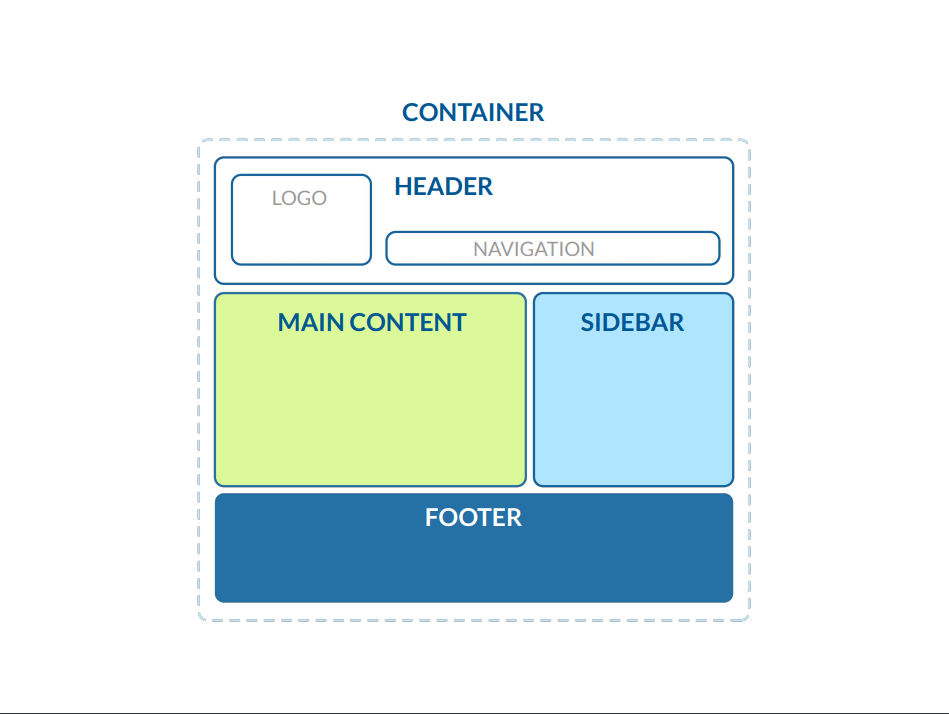 CONTAINER
LOGO
HEADER
NAVIGATION
MAIN CONTENT
SIDEBAR
FOOTER